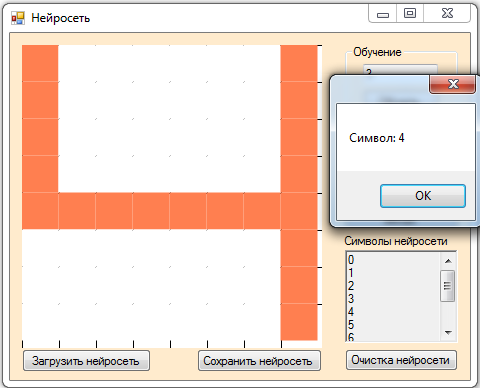 Нейросеть
Обучение
Символ: 4
OK
Символы нейросети
0
1
2
3
4
5
6
Загрузить нейросеть
Сохранить нейросеть
Очистка нейросети